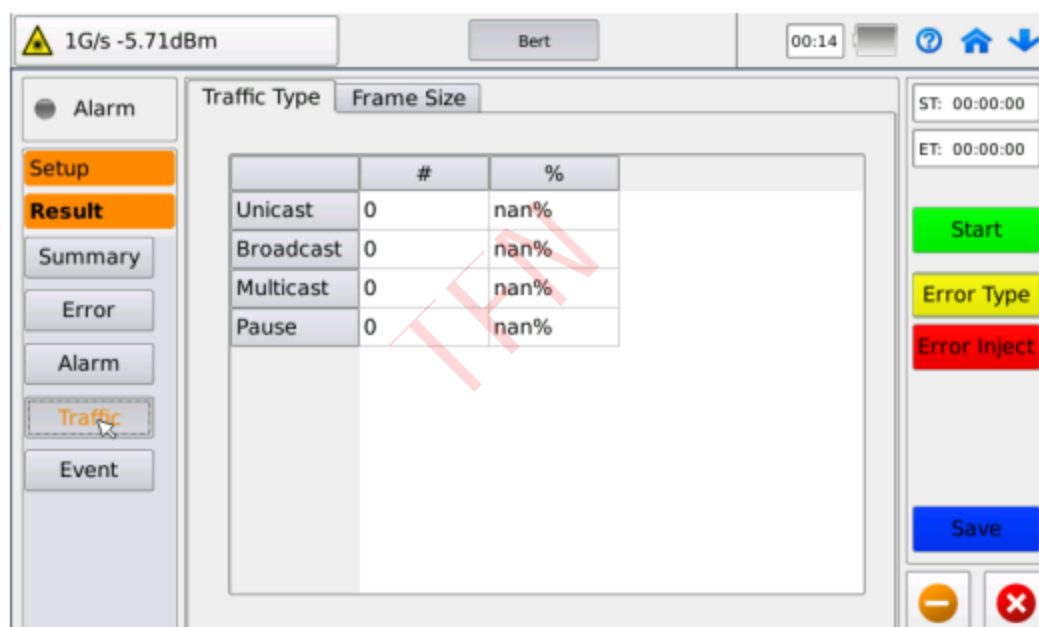 1G/s -5.71dBm
Bert
00:14
Alarm
Setup
Result
Summary
Error
Alarm
Traffic
Event
Traffic Type
Frame Size
# %
Unicast 0 nan%
Broadcast 0 nan%
Multicast 0 nan%
Pause 0 nan%
TFN
ST: 00:00:00
ET: 00:00:00
Start
Error Type
Error Inject
Save